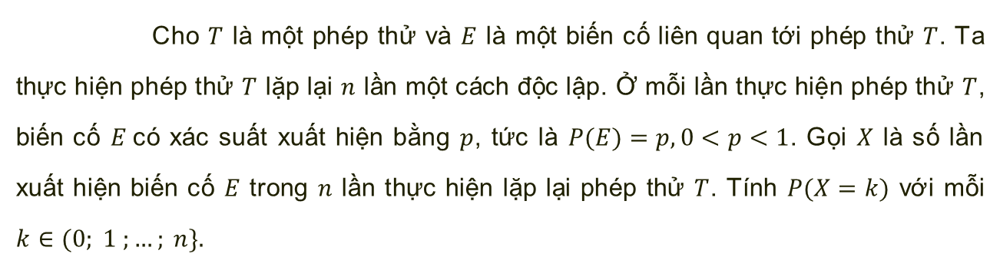 Cho T là một phép thử và E là một biến cố liên quan tới phép thử T. Ta
thực hiện phép thử T lặp lại n lần một cách độc lập. Ở mỗi lần thực hiện phép thử T,
biến cố E có xác suất xuất hiện bằng p, tức là P(E) = p, 0 < p < 1. Gọi X là số lần
xuất hiện biến cố E trong n lần thực hiện lặp lại phép thử T. Tính P(X = k) với mỗi
k ∈ (0; 1 ; … ; n}.